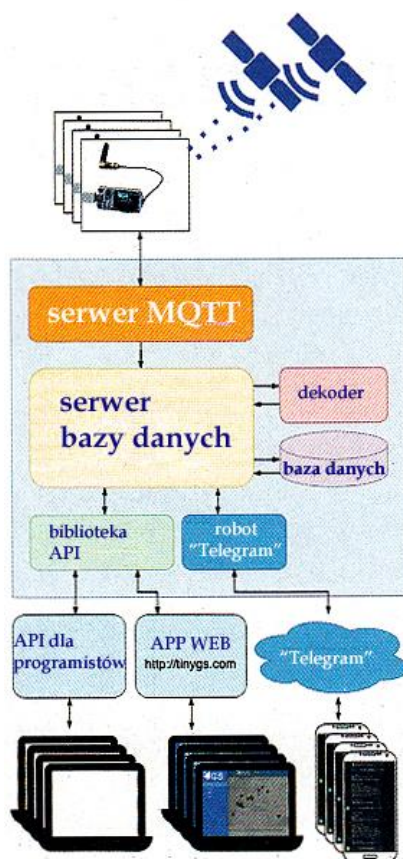 serwer MQTT
serwer
bazy danych
dekoder
baza danych
biblioteka
API
robot
"Telegram"
API dla
programistów
APP WEB
http://tinygs.com
"Telegram"